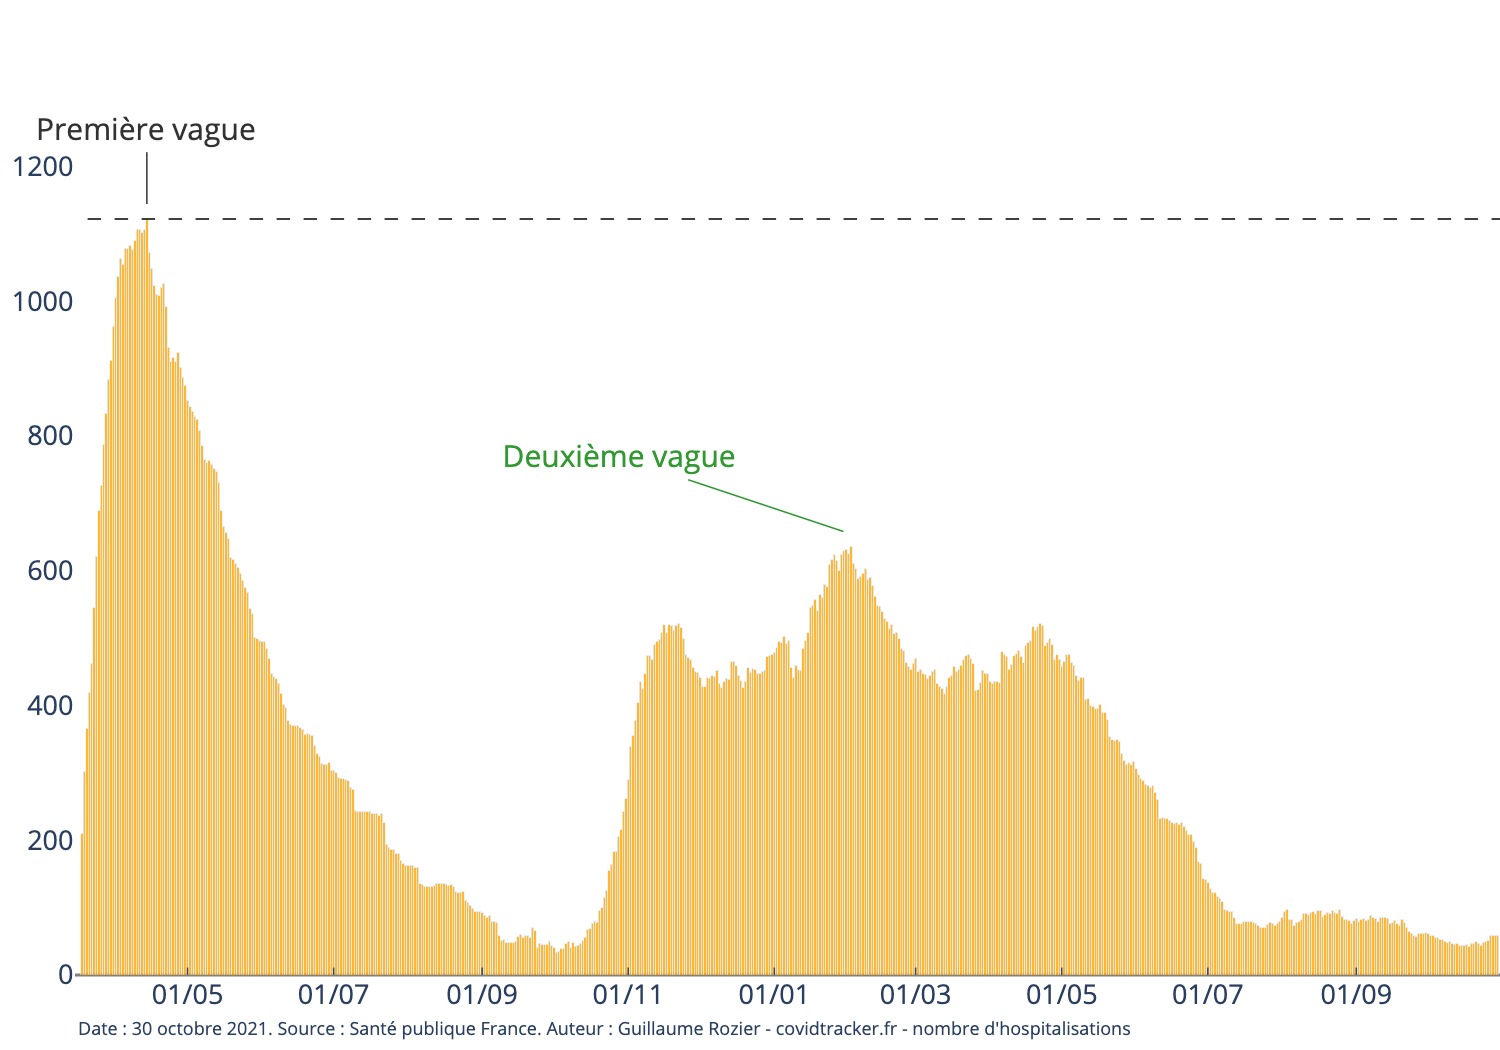 Première vague
1200
1000
800
Deuxième vague
600
400
200
0
01/05 01/07 01/09 01/11 01/01 01/03 01/05 01/07 01/09
Date : 30 octobre 2021. Source : Santé publique France. Auteur : Guillaume Rozier - covidtracker.fr - nombre d'hospitalisations